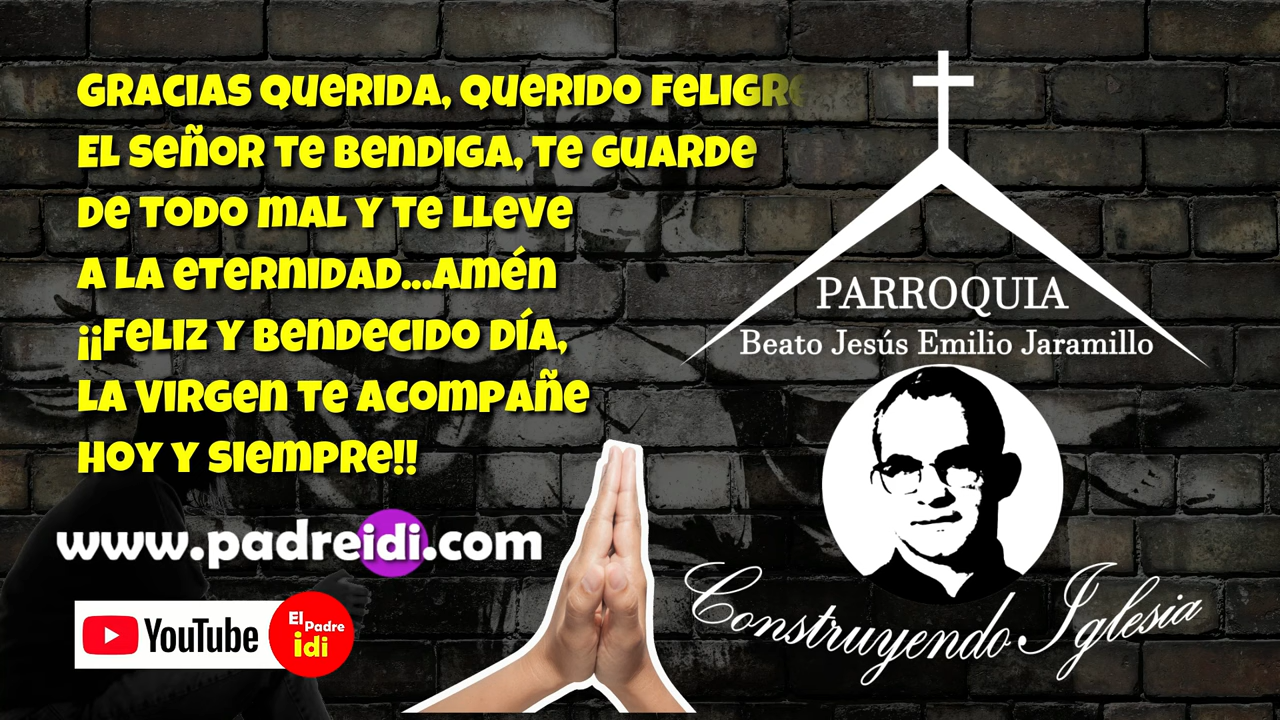 GRACIAS QUERIDA, QUERIDO
EL SEÑOR TE BENDIGA, TE GUARDE
DE TODO MAL Y TE LLEVE
A LA ETERNIDAD...AMÉN
¡¡FELIZ Y BENDECIDO DÍA,
LA VIRGEN TE ACOMPAÑE
HOY Y SIEMPRE!!
www.padreidi.com
YouTube
El Padre
idi
PARROQUIA
Beato Jesús Emilio Jaramillo
Construyendo Iglesia